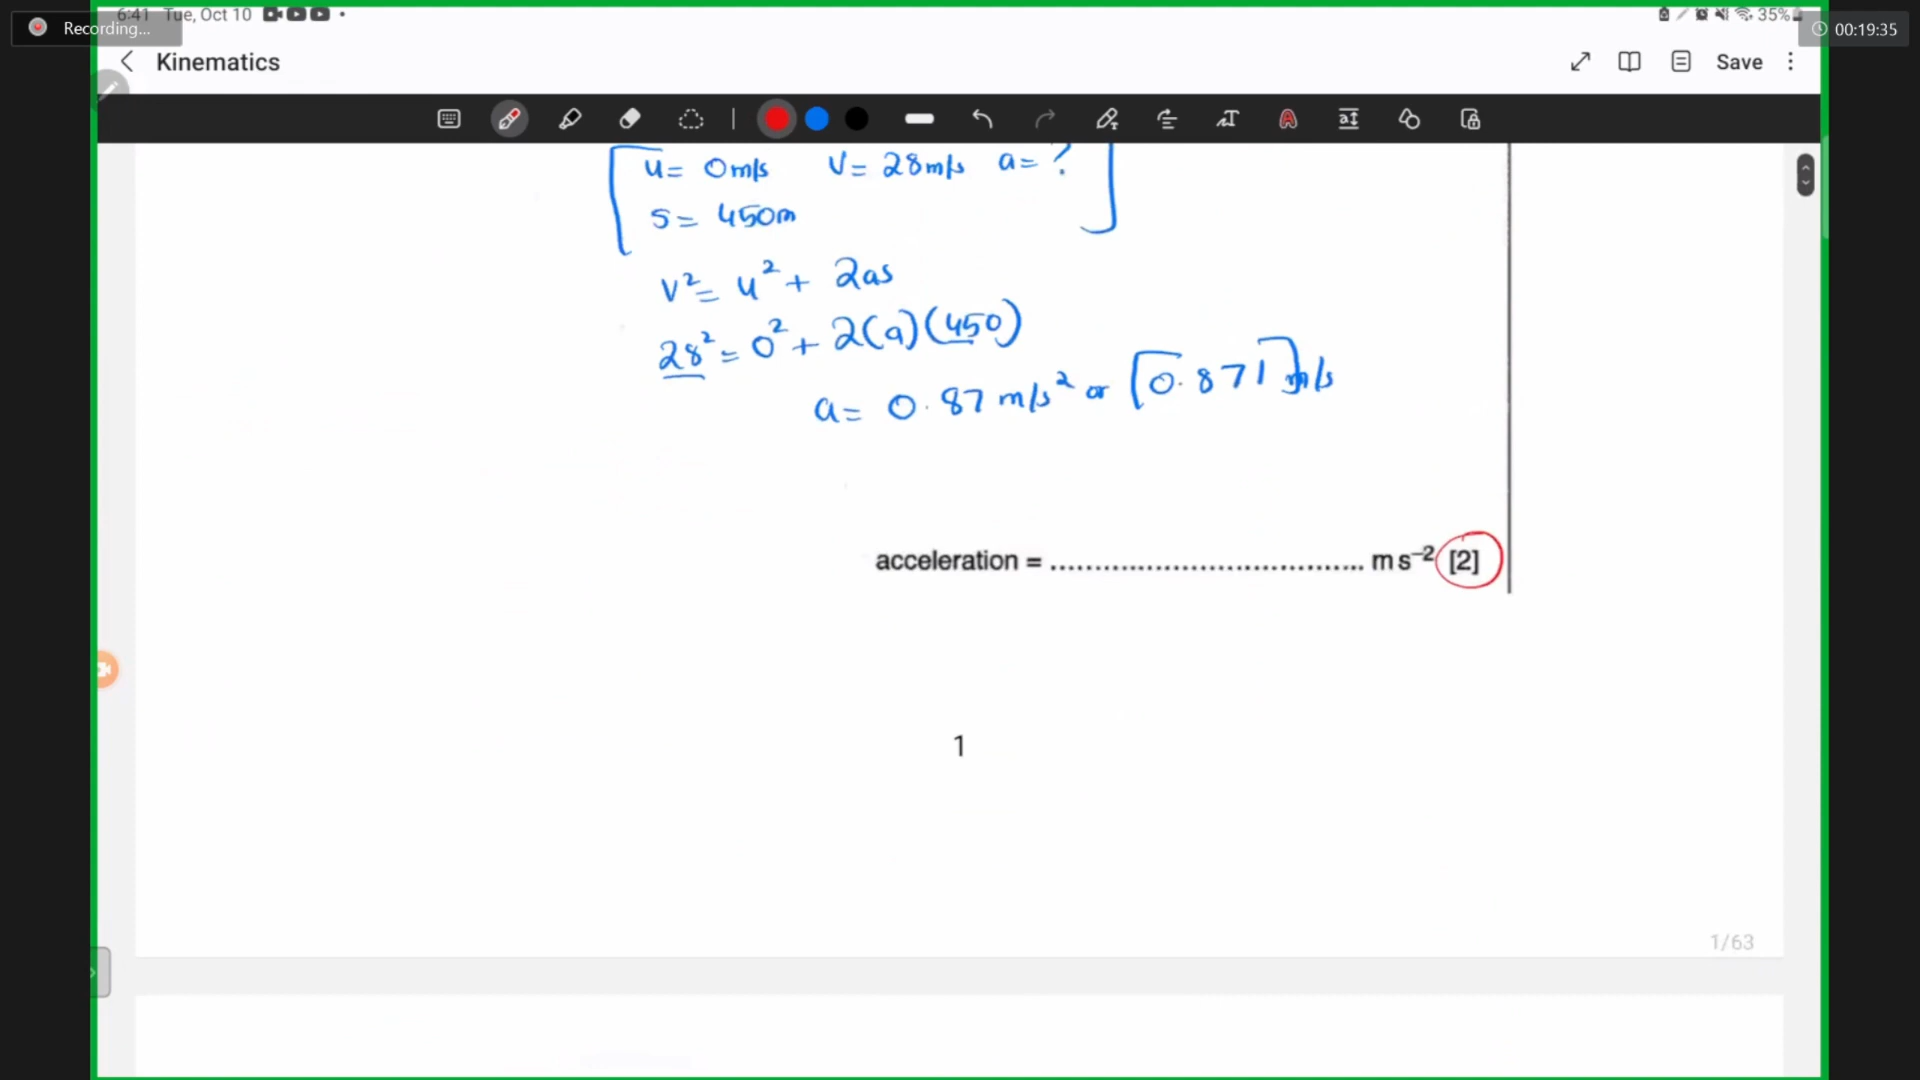 6:41 Tue, Oct 10
35%
Recording...
00:19:35
Kinematics
Save
u= 0m/s v= 28m/s a= ?
s= 450m
v²= u² + 2as
28² = 0² + 2(a)(450)
a= 0.87 m/s² or [0.871] m/s
acceleration = ........................................ m s⁻² [2]
1
1/63